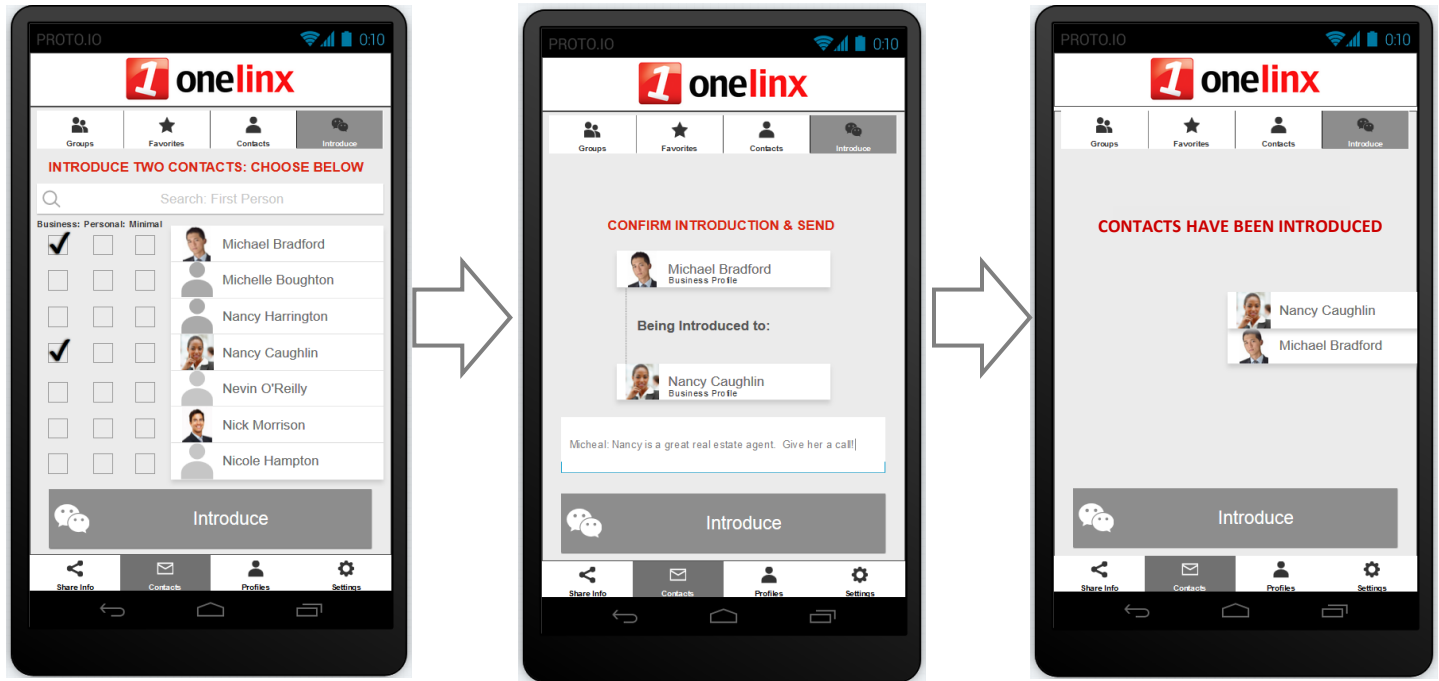 PROTO.IO 0:10
1 onelinx
Groups Favorites Contacts Introduce
INTRODUCE TWO CONTACTS: CHOOSE BELOW
Search: First Person
Business: Personal: Minimal
Michael Bradford
Michelle Boughton
Nancy Harrington
Nancy Caughlin
Nevin O'Reilly
Nick Morrison
Nicole Hampton
Introduce
Share Info Contacts Profiles Settings
PROTO.IO 0:10
1 onelinx
Groups Favorites Contacts Introduce
CONFIRM INTRODUCTION & SEND
Michael Bradford
Business Profile
Being Introduced to:
Nancy Caughlin
Business Profile
Micheal: Nancy is a great real estate agent. Give her a call!
Introduce
Share Info Contacts Profiles Settings
PROTO.IO 0:10
1 onelinx
Groups Favorites Contacts Introduce
CONTACTS HAVE BEEN INTRODUCED
Nancy Caughlin
Michael Bradford
Introduce
Share Info Contacts Profiles Settings